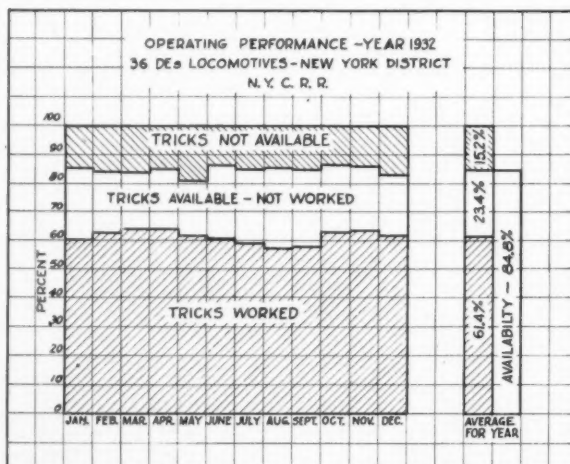 OPERATING PERFORMANCE - YEAR 1932
36 DES LOCOMOTIVES - NEW YORK DISTRICT
N.Y. C. R. R.
100
90
80
70
60
50
40
30
20
10
0
PERCENT
TRICKS NOT AVAILABLE
TRICKS AVAILABLE - NOT WORKED
TRICKS WORKED
JAN. FEB. MAR. APR. MAY JUNE JULY AUG. SEPT. OCT. NOV. DEC.
15.2%
23.4%
61.4%
AVAILABILTY - 84.8%
AVERAGE
FOR YEAR